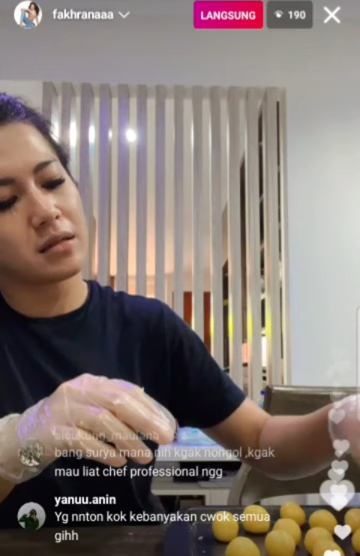 fakhranaaa
LANGSUNG
190
bang surya mana nih kgak nongol ,kgak
mau liat chef professional ngg
yanuu.anin
Yg nnton kok kebanyakan cwok semua
gihh